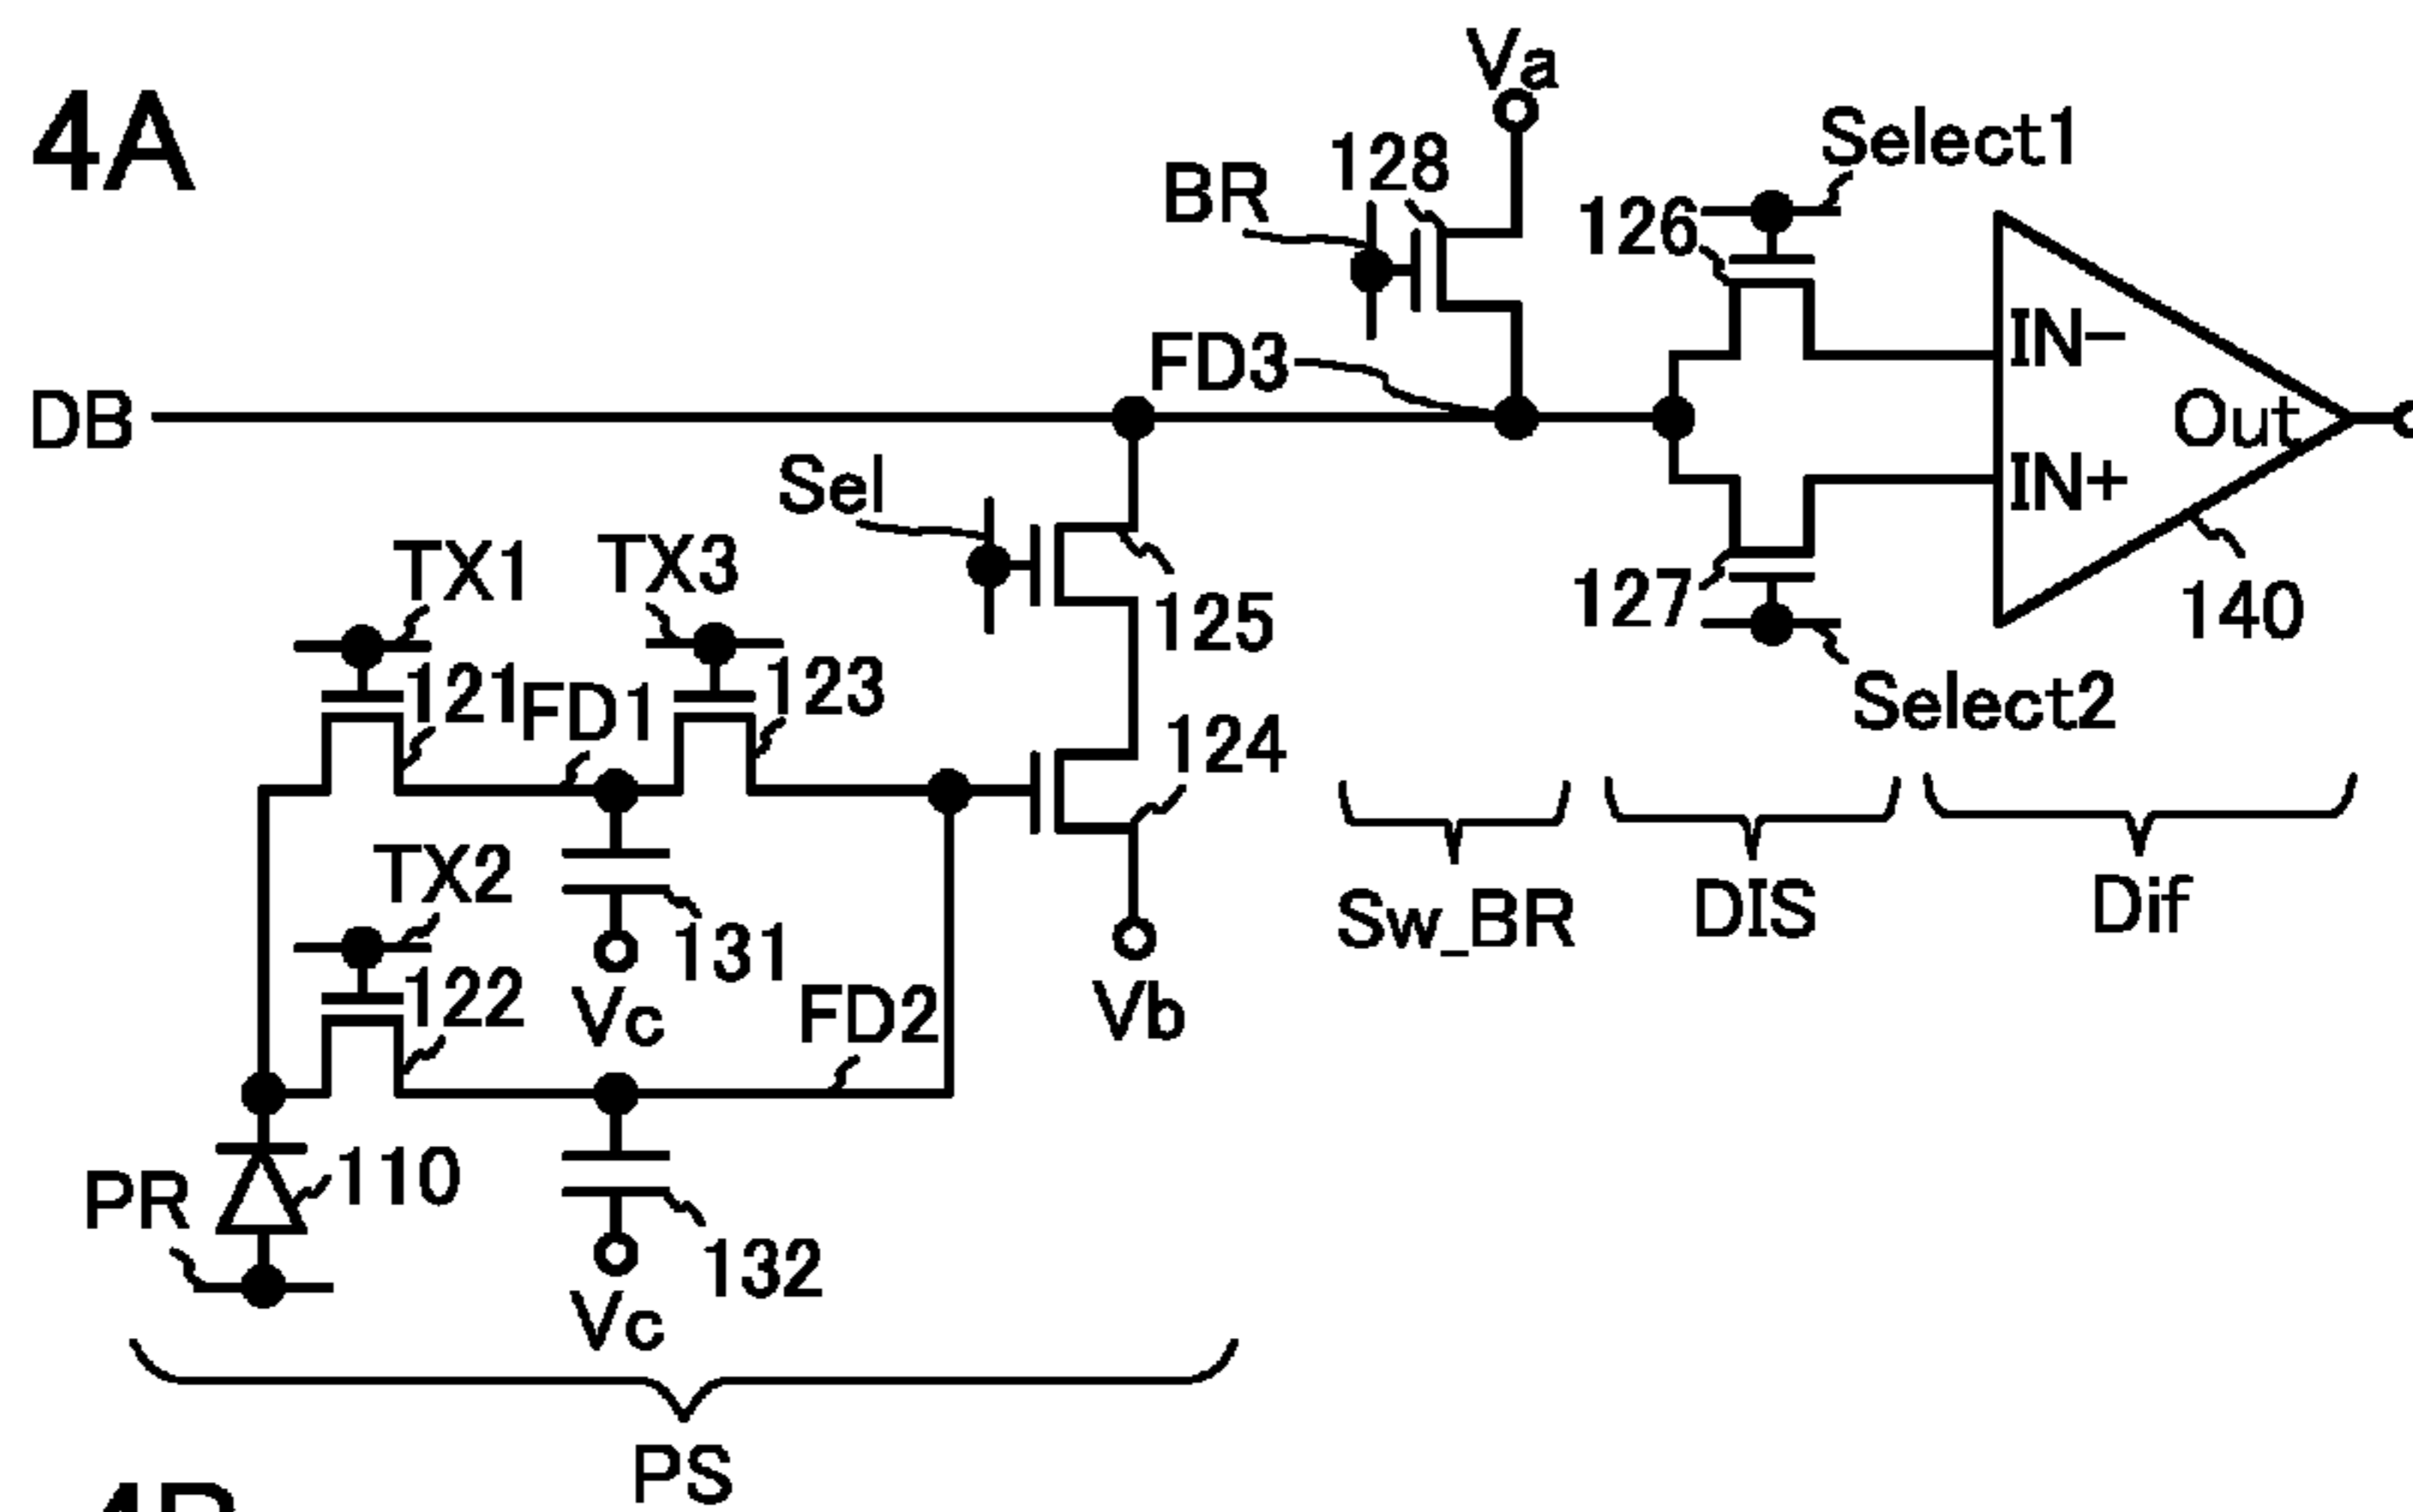 4A
Va
Select1
128
BR
126
IN-
FD3
DB
Out
Sel
IN+
TX1
TX3
127
125
140
121
FD1
123
Select2
124
TX2
Sw_BR
DIS
Dif
131
122
Vc
FD2
Vb
110
PR
132
Vc
PS